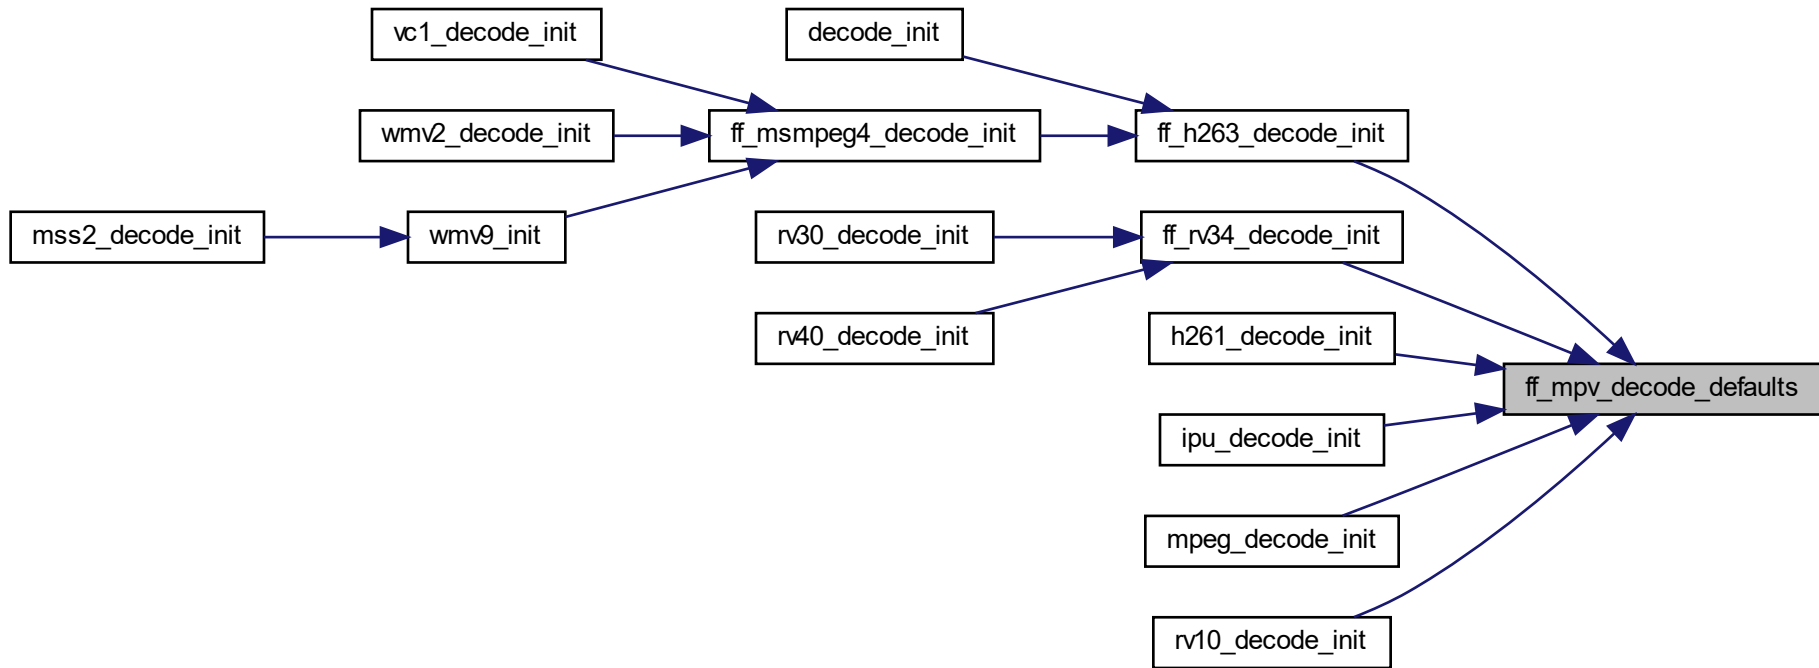 vc1_decode_init
decode_init
wmv2_decode_init
ff_msmpeg4_decode_init
ff_h263_decode_init
mss2_decode_init
wmv9_init
rv30_decode_init
ff_rv34_decode_init
rv40_decode_init
h261_decode_init
ff_mpv_decode_defaults
ipu_decode_init
mpeg_decode_init
rv10_decode_init